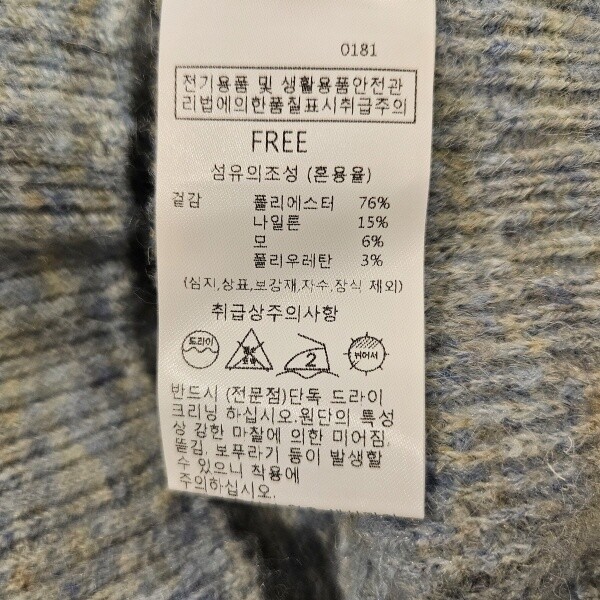 0181
전기용품 및 생활용품안전관
리법에의한품질표시취급주의
FREE
섬유의조성 (혼용율)
겉감 폴리에스터 76%
나일론 15%
모 6%
폴리우레탄 3%
(심지,상표,보강재,자수,장식 제외)
취급상주의사항
드라이 염소 표백 2 뉘어서
반드시 (전문점)단독 드라이
크리닝 하십시오.원단의 특성
상 강한 마찰에 의한 미어짐,
뜯김, 보푸라기 등이 발생할
수 있으니 착용에
주의하십시오.